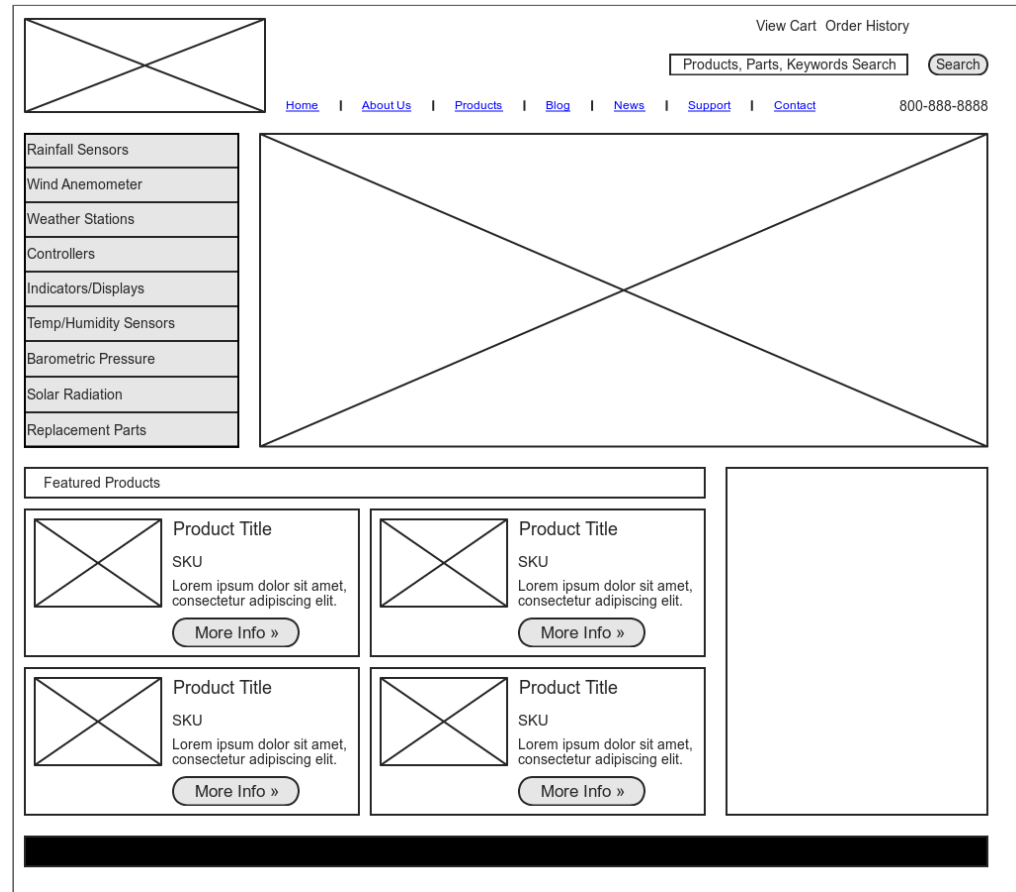 View Cart Order History
Products, Parts, Keywords Search Search
Home | About Us | Products | Blog | News | Support | Contact 800-888-8888
Rainfall Sensors
Wind Anemometer
Weather Stations
Controllers
Indicators/Displays
Temp/Humidity Sensors
Barometric Pressure
Solar Radiation
Replacement Parts
Featured Products
Product Title
SKU
Lorem ipsum dolor sit amet,
consectetur adipiscing elit.
More Info »
Product Title
SKU
Lorem ipsum dolor sit amet,
consectetur adipiscing elit.
More Info »
Product Title
SKU
Lorem ipsum dolor sit amet,
consectetur adipiscing elit.
More Info »
Product Title
SKU
Lorem ipsum dolor sit amet,
consectetur adipiscing elit.
More Info »